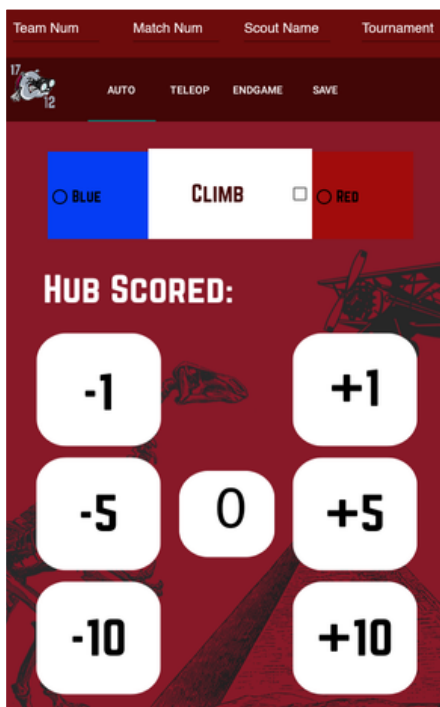 Team Num Match Num Scout Name Tournament
17
12
AUTO TELEOP ENDGAME SAVE
BLUE CLIMB RED
HUB SCORED:
-1 +1
-5 0 +5
-10 +10